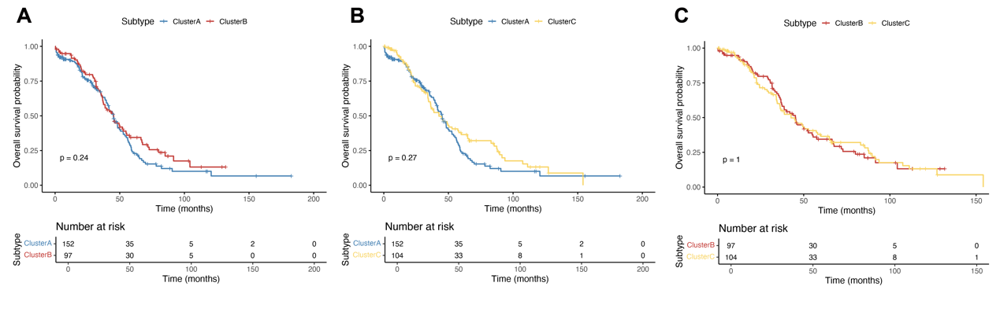 A
Subtype ClusterA ClusterB
Overall survival probability
1.00
0.75
0.50
0.25
0.00
p = 0.24
0 50 100 150 200
Time (months)
Number at risk
Subtype
ClusterA 152 35 5 2 0
ClusterB 97 30 5 0 0
0 50 100 150 200
Time (months)
B
Subtype ClusterA ClusterC
Overall survival probability
1.00
0.75
0.50
0.25
0.00
p = 0.27
0 50 100 150 200
Time (months)
Number at risk
Subtype
ClusterA 152 35 5 2 0
ClusterC 104 33 8 1 0
0 50 100 150 200
Time (months)
C
Subtype ClusterB ClusterC
Overall survival probability
1.00
0.75
0.50
0.25
0.00
p = 1
0 50 100 150
Time (months)
Number at risk
Subtype
ClusterB 97 30 5 0
ClusterC 104 33 8 1
0 50 100 150
Time (months)